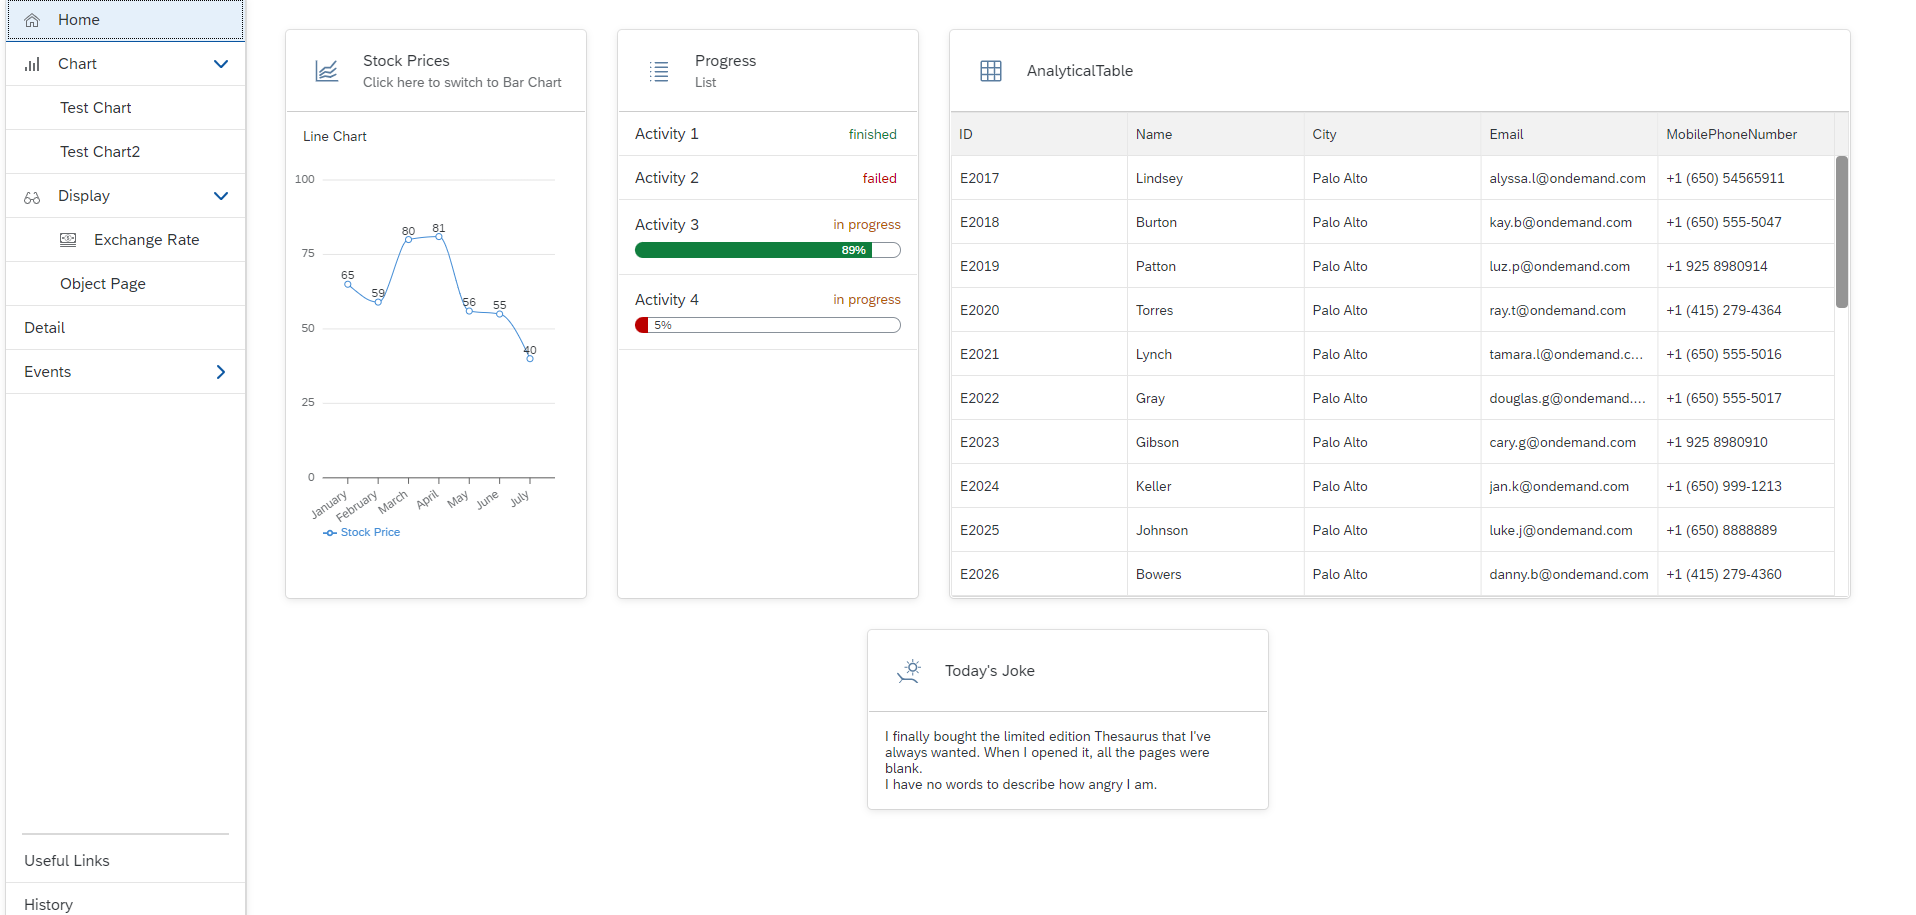 Home
Chart
Test Chart
Test Chart2
Display
Exchange Rate
Object Page
Detail
Events
Useful Links
History
Stock Prices
Click here to switch to Bar Chart
Line Chart
100
75
50
25
0
65
59
80
81
56
55
40
January
February
March
April
May
June
July
Stock Price
Progress
List
Activity 1 finished
Activity 2 failed
Activity 3 in progress
89%
Activity 4 in progress
5%
AnalyticalTable
ID Name City Email MobilePhoneNumber
E2017 Lindsey Palo Alto alyssa.l@ondemand.com +1 (650) 54565911
E2018 Burton Palo Alto kay.b@ondemand.com +1 (650) 555-5047
E2019 Patton Palo Alto luz.p@ondemand.com +1 925 8980914
E2020 Torres Palo Alto ray.t@ondemand.com +1 (415) 279-4364
E2021 Lynch Palo Alto tamara.l@ondemand.c... +1 (650) 555-5016
E2022 Gray Palo Alto douglas.g@ondemand.... +1 (650) 555-5017
E2023 Gibson Palo Alto cary.g@ondemand.com +1 925 8980910
E2024 Keller Palo Alto jan.k@ondemand.com +1 (650) 999-1213
E2025 Johnson Palo Alto luke.j@ondemand.com +1 (650) 8888889
E2026 Bowers Palo Alto danny.b@ondemand.com +1 (415) 279-4360
Today's Joke
I finally bought the limited edition Thesaurus that I've
always wanted. When I opened it, all the pages were
blank.
I have no words to describe how angry I am.